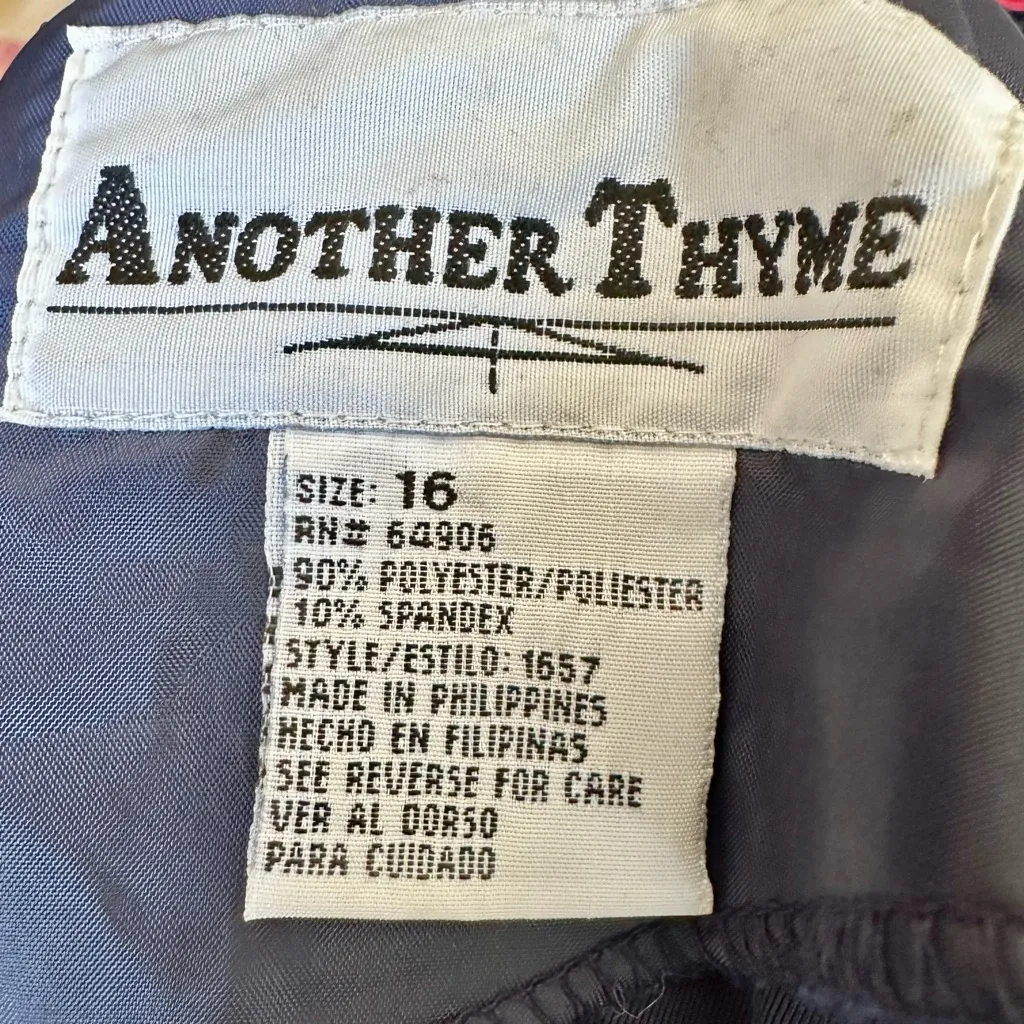 ANOTHER THYME
SIZE: 16
RN# 64906
90% POLYESTER/POLIESTER
10% SPANDEX
STYLE/ESTILO: 1657
MADE IN PHILIPPINES
HECHO EN FILIPINAS
SEE REVERSE FOR CARE
VER AL DORSO
PARA CUIDADO